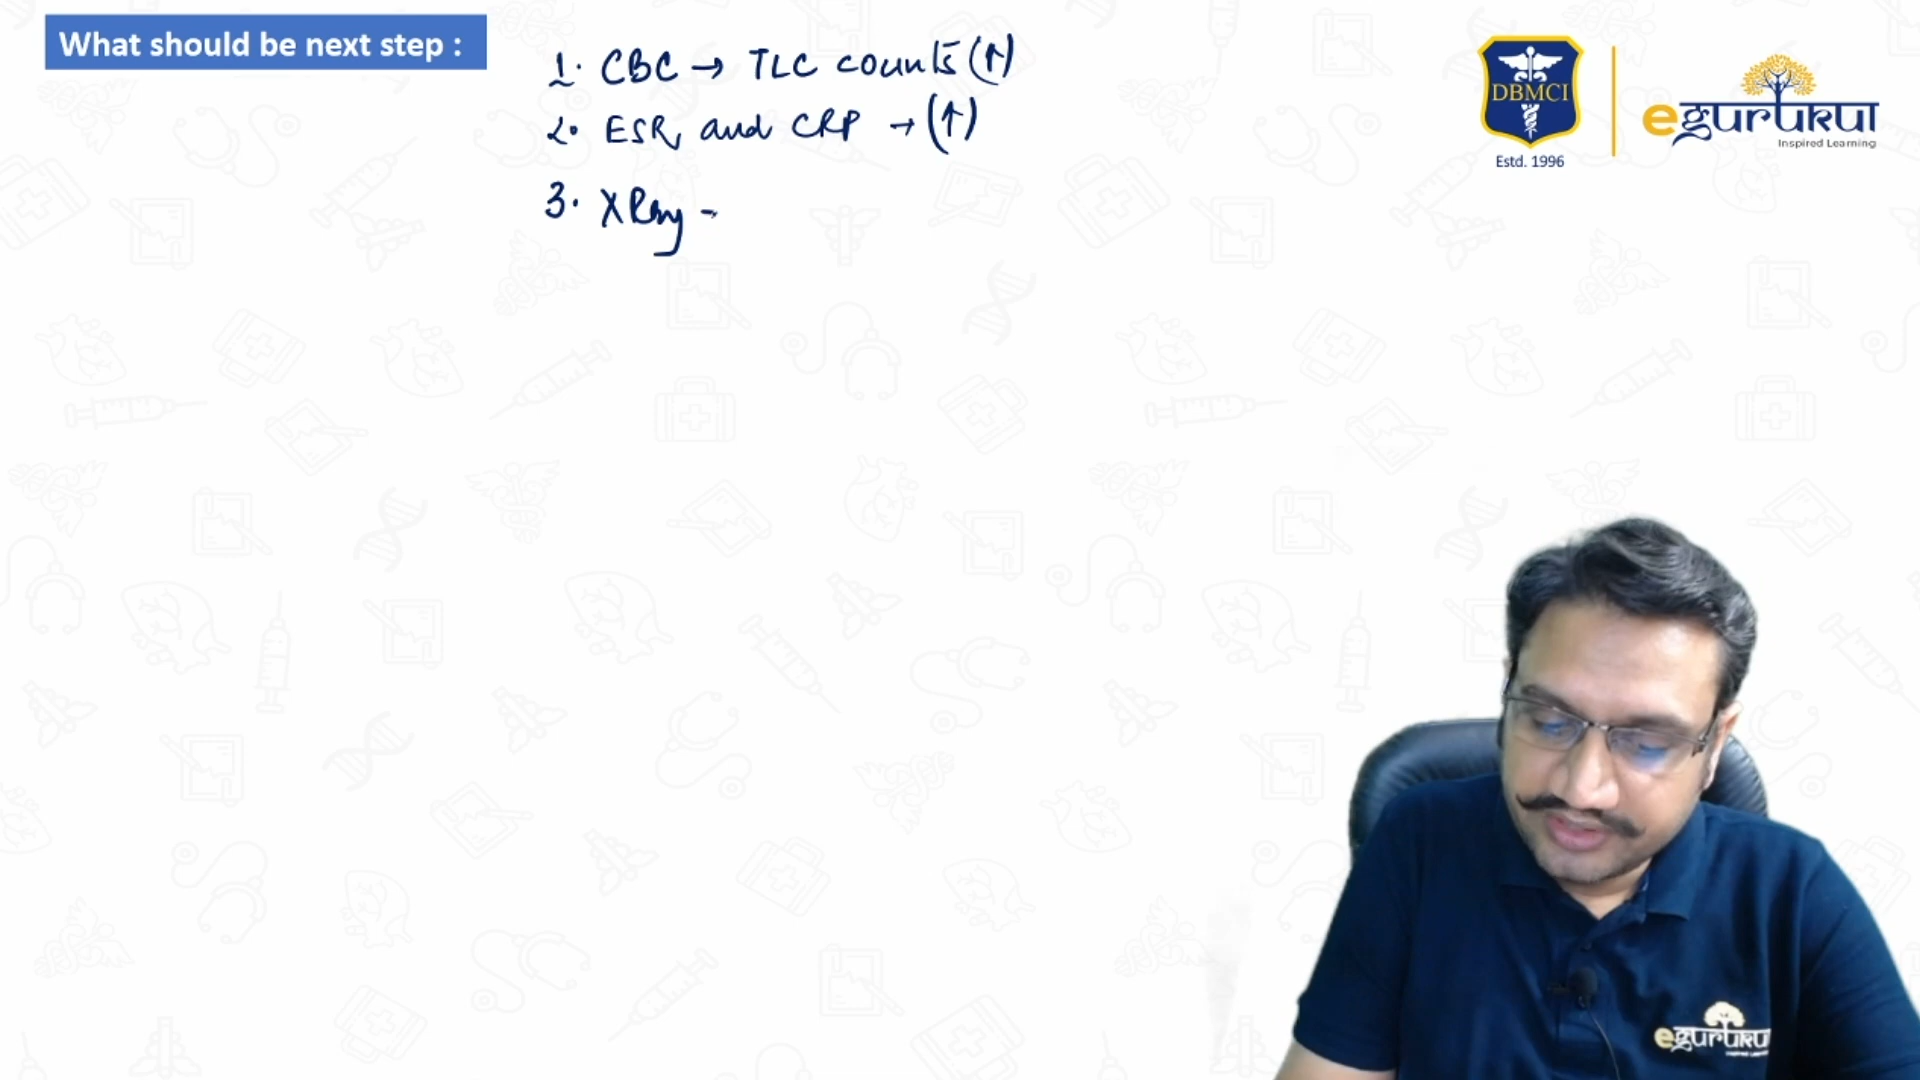 What should be next step :
1. CBC → TLC counts (↑)
2. ESR, and CRP → (↑)
3. X Ray -
DBMCI
Estd. 1996
egurukul
Inspired Learning
egurukul